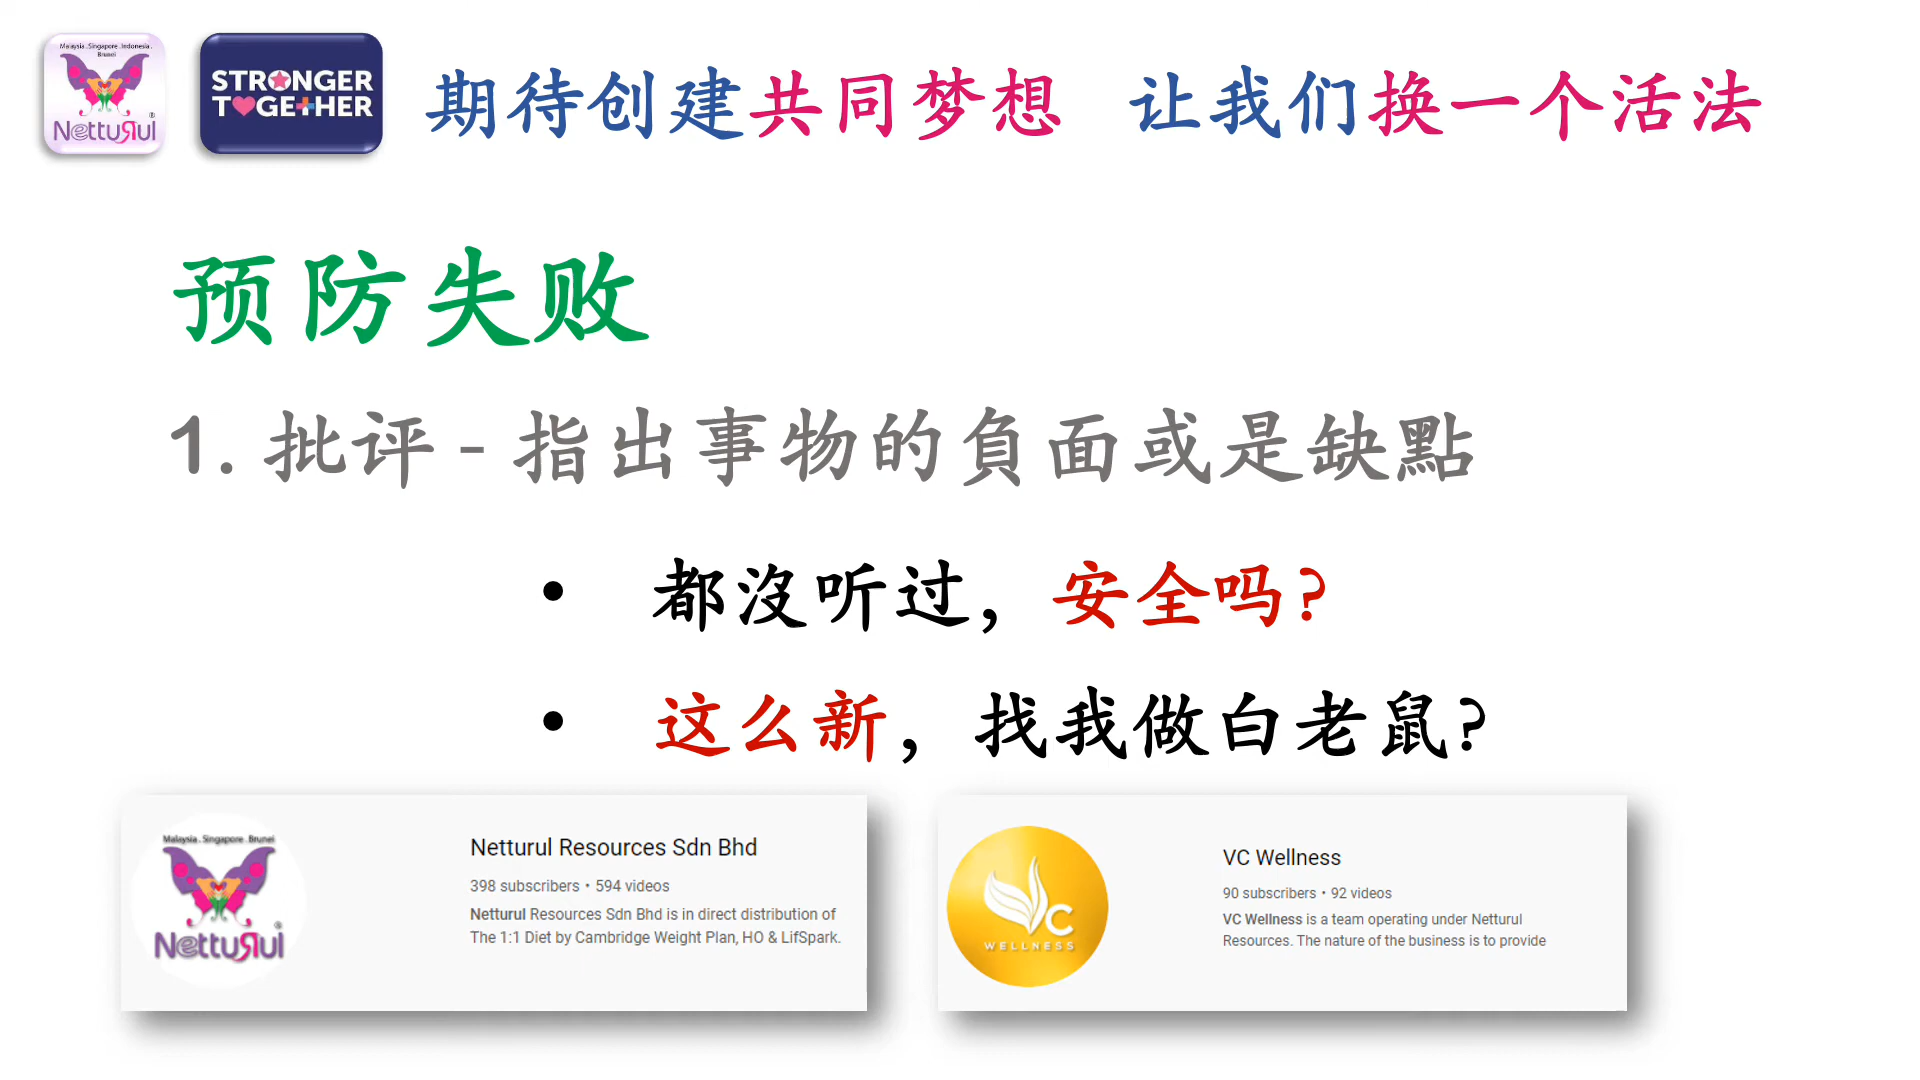 Malaysia . Singapore . Indonesia .
Brunei
Netturul®
STRONGER
TOGETHER
期待创建共同梦想 让我们换一个活法
预防失败
1. 批评 - 指出事物的負面或是缺點
• 都沒听过，安全吗？
• 这么新，找我做白老鼠？
Malaysia . Singapore . Brunei
Netturul®
Netturul Resources Sdn Bhd
398 subscribers • 594 videos
Netturul Resources Sdn Bhd is in direct distribution of
The 1:1 Diet by Cambridge Weight Plan, HO & LifSpark.
VC
WELLNESS
VC Wellness
90 subscribers • 92 videos
VC Wellness is a team operating under Netturul
Resources. The nature of the business is to provide